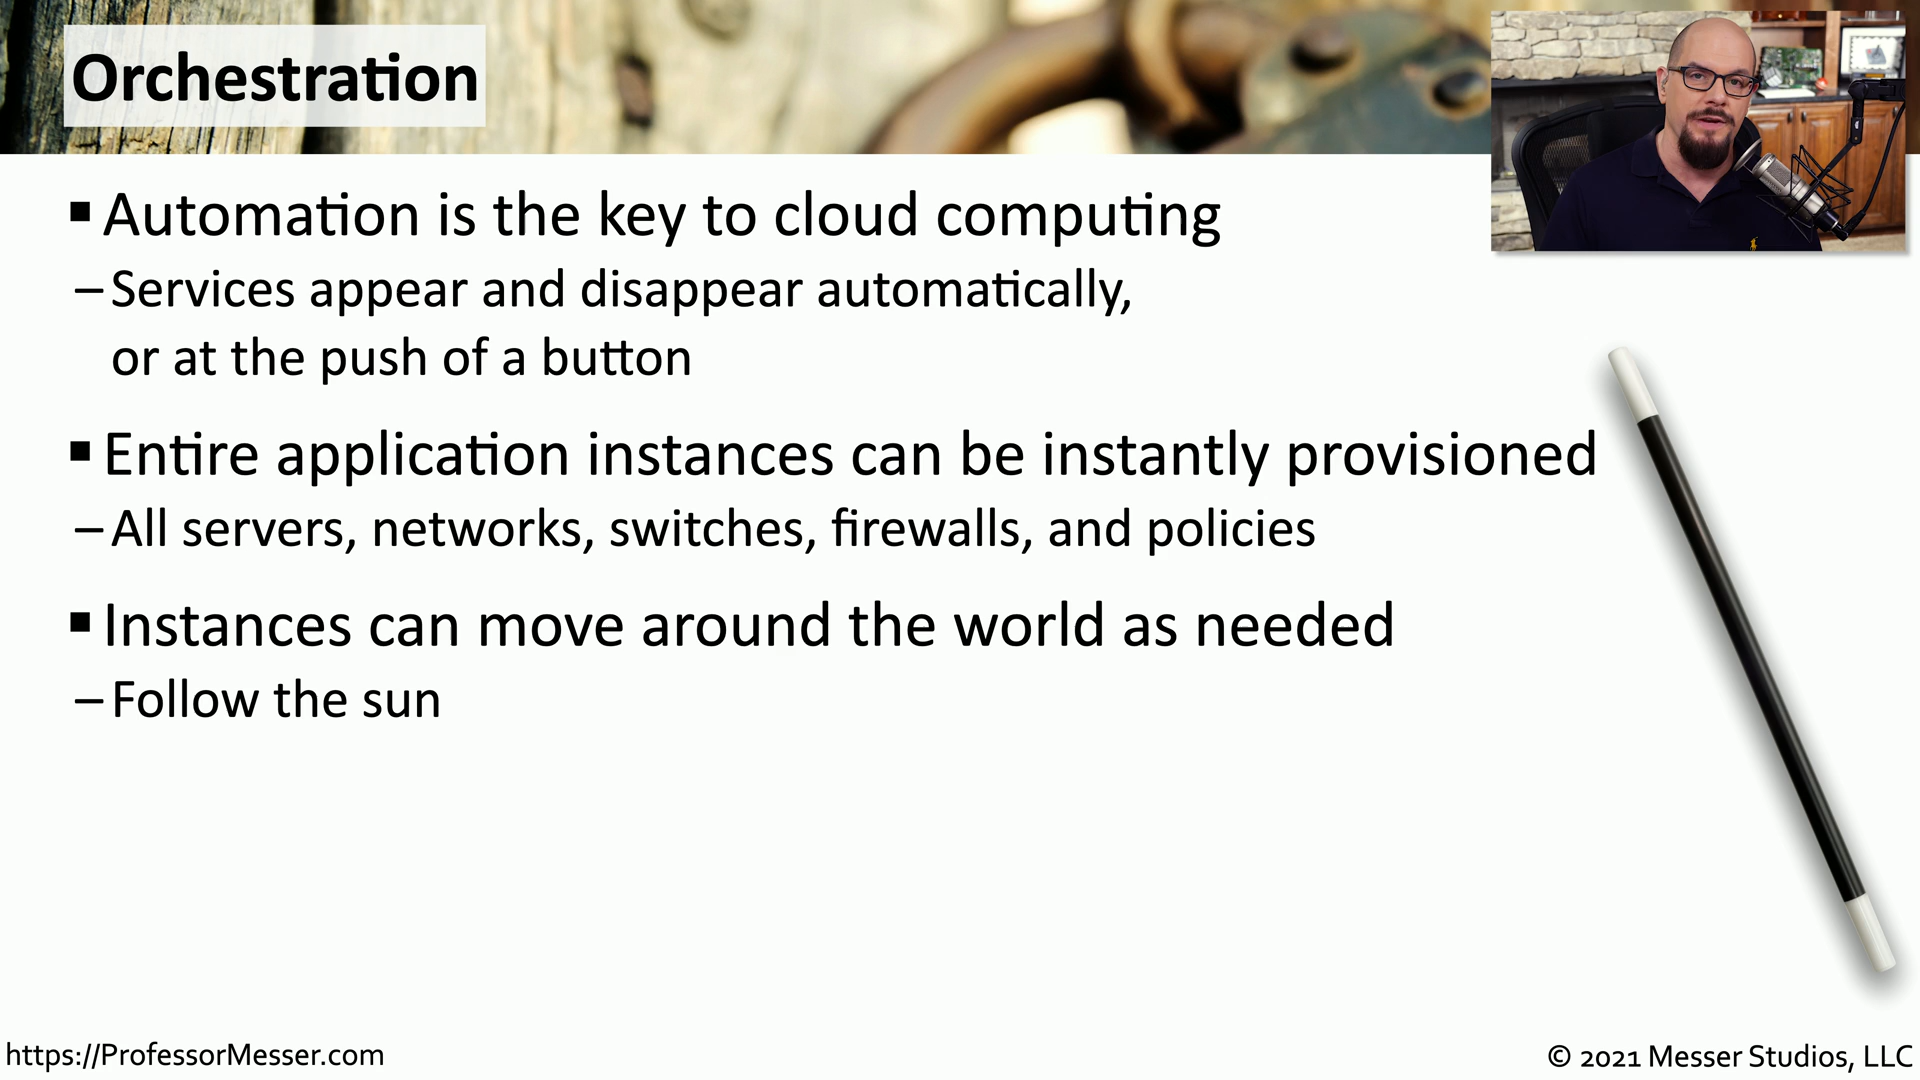 Orchestration
▪ Automation is the key to cloud computing
– Services appear and disappear automatically,
or at the push of a button
▪ Entire application instances can be instantly provisioned
– All servers, networks, switches, firewalls, and policies
▪ Instances can move around the world as needed
– Follow the sun
https://ProfessorMesser.com
© 2021 Messer Studios, LLC